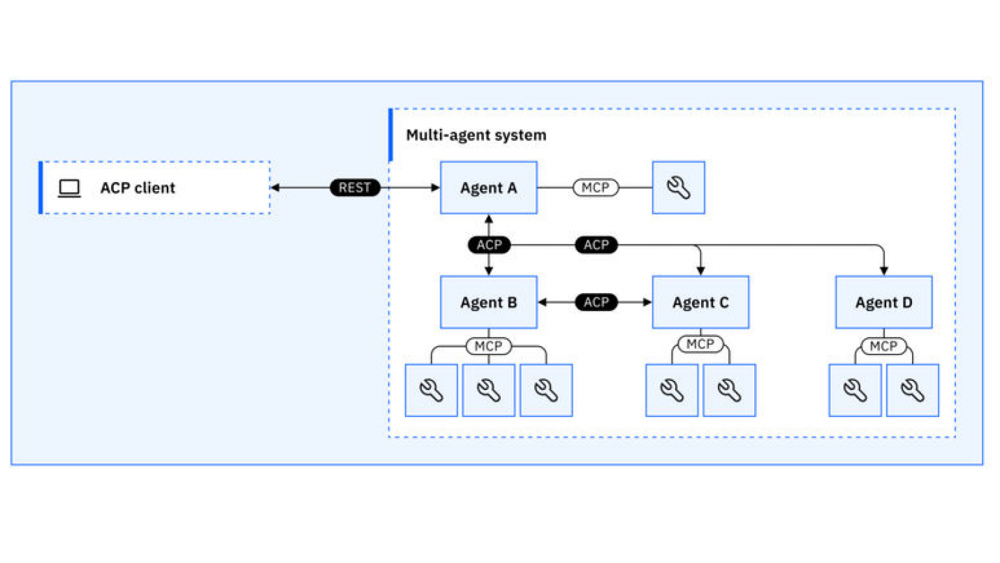 Multi-agent system
ACP client
REST
Agent A
MCP
ACP
ACP
Agent B
ACP
Agent C
Agent D
MCP
MCP
MCP